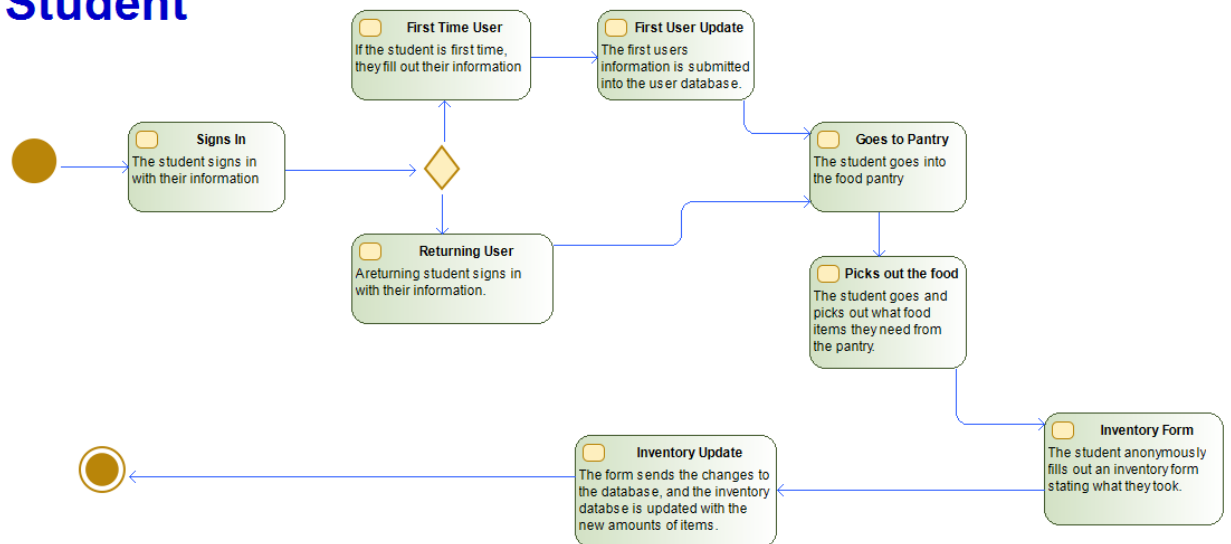 Student
First Time User
If the student is first time,
they fill out their information
First User Update
The first users
information is submitted
into the user database.
Signs In
The student signs in
with their information
Goes to Pantry
The student goes into
the food pantry
Returning User
Areturning student signs in
with their information.
Picks out the food
The student goes and
picks out what food
items they need from
the pantry.
Inventory Form
The student anonymously
fills out an inventory form
stating what they took.
Inventory Update
The form sends the changes to
the database, and the inventory
databse is updated with the
new amounts of items.